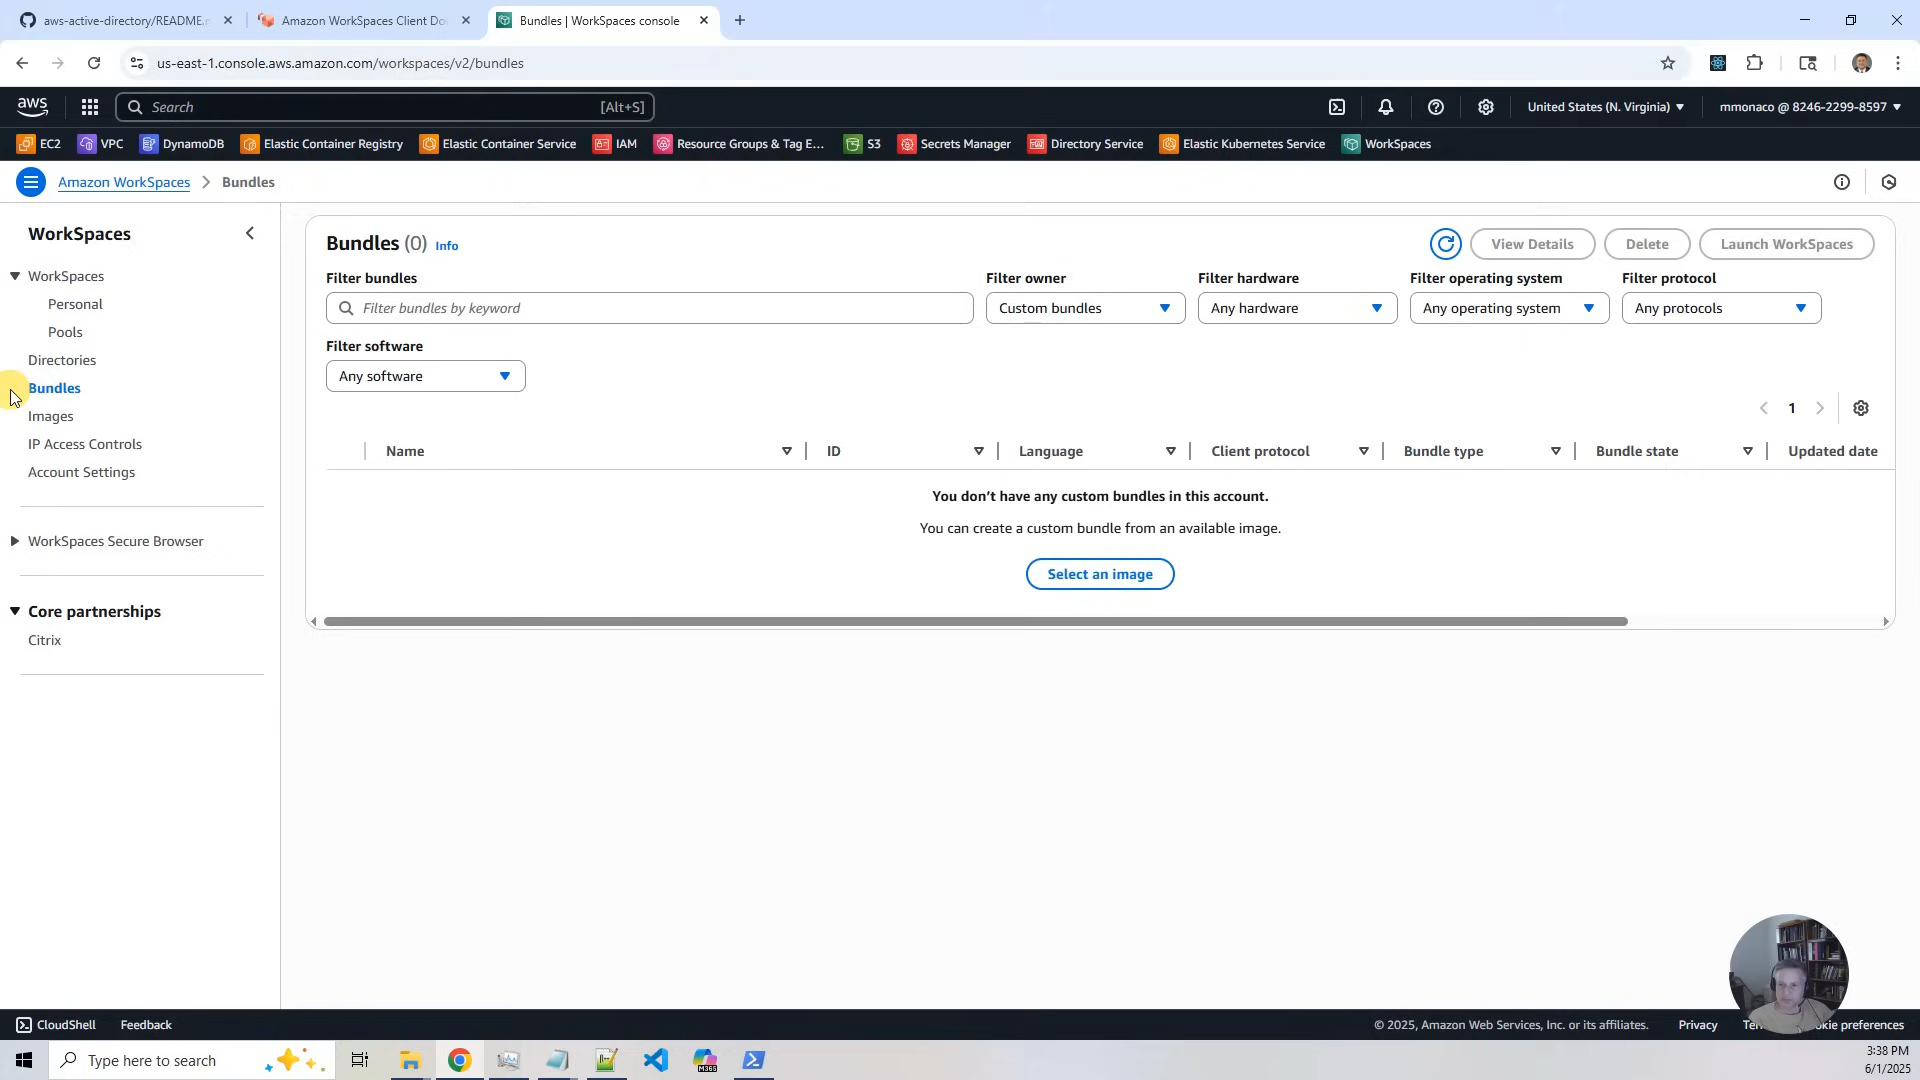 aws-active-directory/README.m
Amazon WorkSpaces Client Do
Bundles | WorkSpaces console
us-east-1.console.aws.amazon.com/workspaces/v2/bundles
aws
Search
[Alt+S]
United States (N. Virginia)
mmonaco @ 8246-2299-8597
EC2
VPC
DynamoDB
Elastic Container Registry
Elastic Container Service
IAM
Resource Groups & Tag E...
S3
Secrets Manager
Directory Service
Elastic Kubernetes Service
WorkSpaces
Amazon WorkSpaces
Bundles
WorkSpaces
WorkSpaces
Personal
Pools
Directories
Bundles
Images
IP Access Controls
Account Settings
WorkSpaces Secure Browser
Core partnerships
Citrix
Bundles (0) Info
View Details
Delete
Launch WorkSpaces
Filter bundles
Filter owner
Filter hardware
Filter operating system
Filter protocol
Filter bundles by keyword
Custom bundles
Any hardware
Any operating system
Any protocols
Filter software
Any software
1
Name
ID
Language
Client protocol
Bundle type
Bundle state
Updated date
You don't have any custom bundles in this account.
You can create a custom bundle from an available image.
Select an image
CloudShell
Feedback
© 2025, Amazon Web Services, Inc. or its affiliates.
Privacy
preferences
Type here to search
M365
3:38 PM
6/1/2025